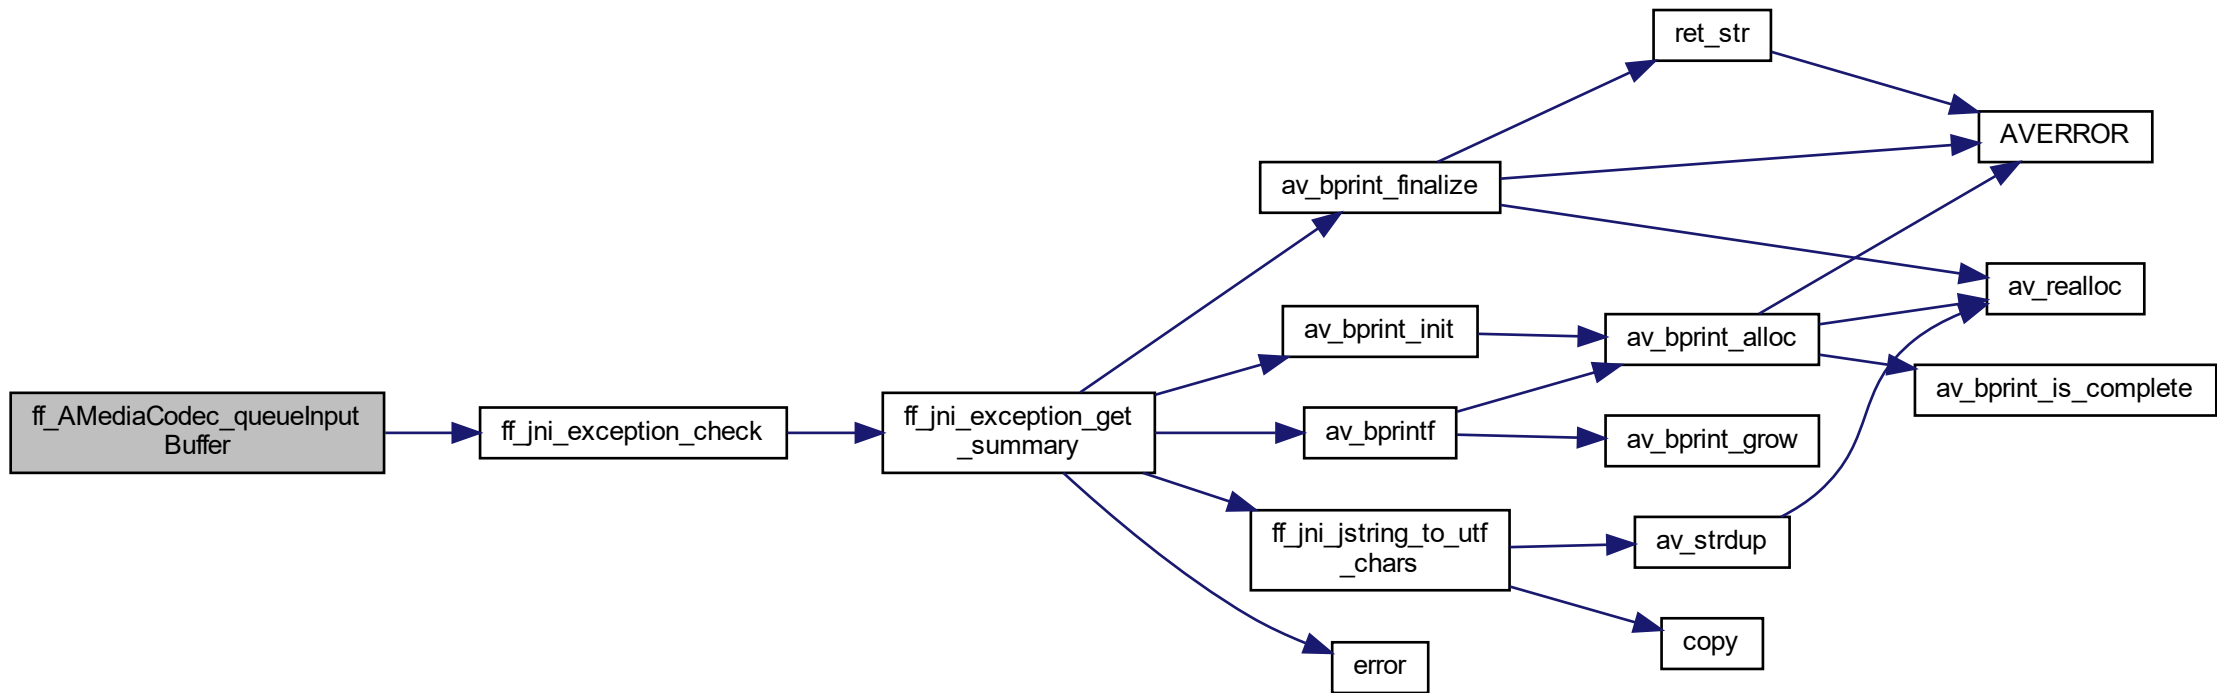 ff_AMediaCodec_queueInput
Buffer
ff_jni_exception_check
ff_jni_exception_get
_summary
av_bprint_finalize
av_bprint_init
av_bprintf
ff_jni_jstring_to_utf
_chars
error
ret_str
av_bprint_alloc
av_bprint_grow
av_strdup
copy
AVERROR
av_realloc
av_bprint_is_complete